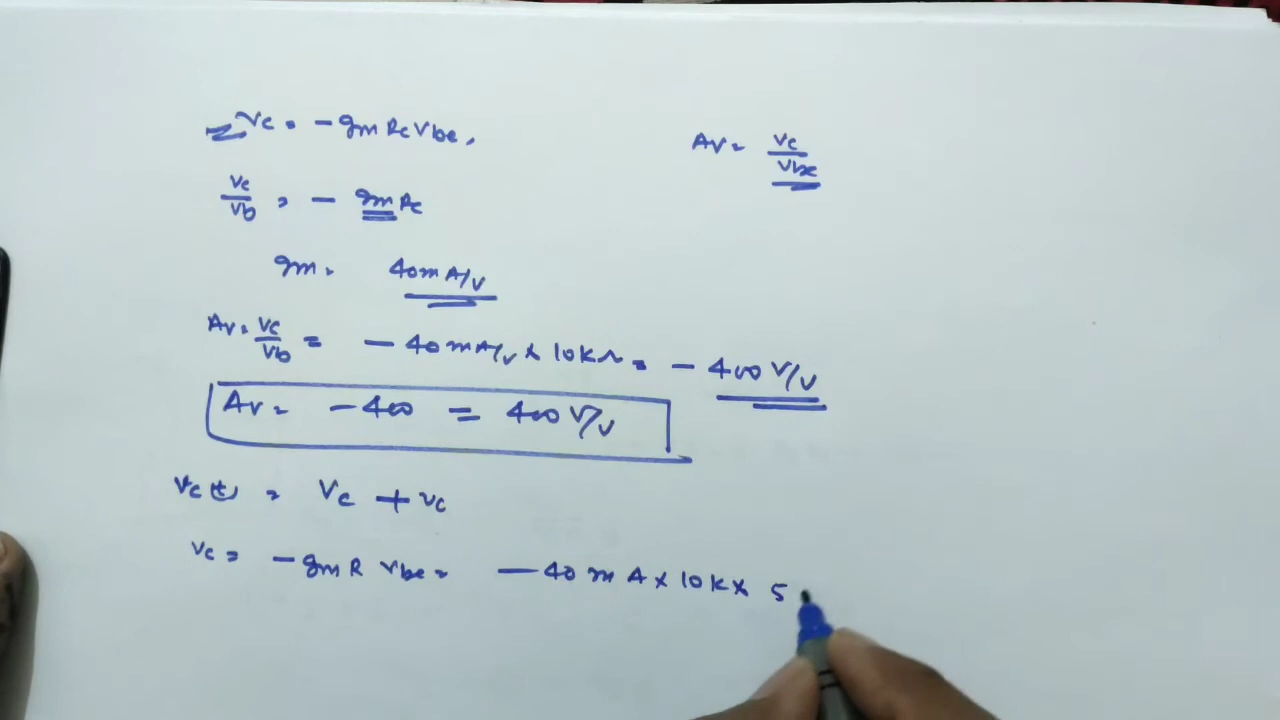 vc = -gm Rc Vbe,
Av = vc/vbe
vc/vb = - gm Rc
gm = 40mA/V
Av = vc/vb = - 40mA/V x 10kΩ = - 400 V/V
Av = -400 = 400 V/V
vc(t) = Vc + vc
vc = -gm R vbe = - 40 m A x 10k x 5